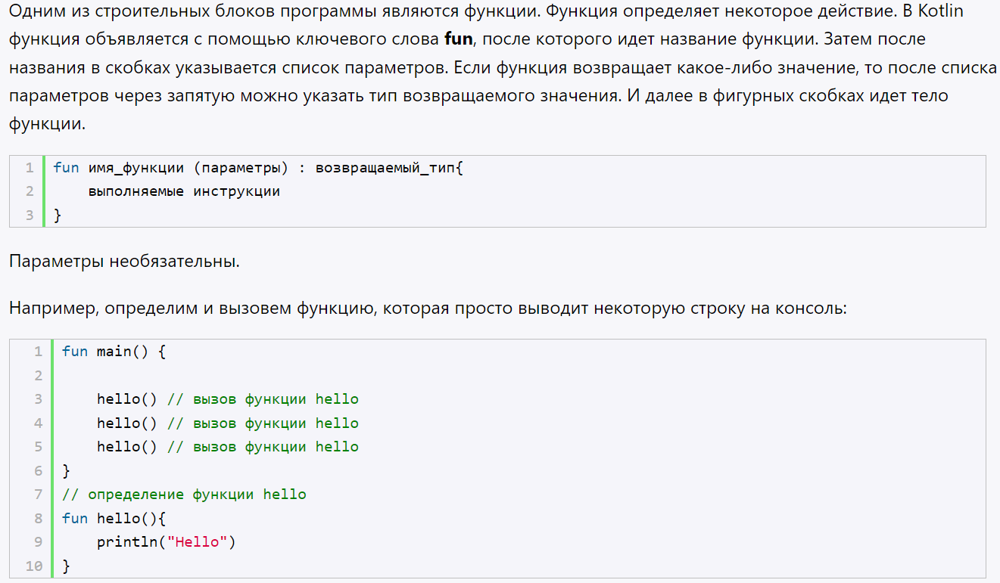 Одним из строительных блоков программы являются функции. Функция определяет некоторое действие. В Kotlin
функция объявляется с помощью ключевого слова fun, после которого идет название функции. Затем после
названия в скобках указывается список параметров. Если функция возвращает какое-либо значение, то после списка
параметров через запятую можно указать тип возвращаемого значения. И далее в фигурных скобках идет тело
функции.
1 fun имя_функции (параметры) : возвращаемый_тип{
2     выполняемые инструкции
3 }
Параметры необязательны.
Например, определим и вызовем функцию, которая просто выводит некоторую строку на консоль:
1 fun main() {
2
3     hello() // вызов функции hello
4     hello() // вызов функции hello
5     hello() // вызов функции hello
6 }
7 // определение функции hello
8 fun hello(){
9     println("Hello")
10 }